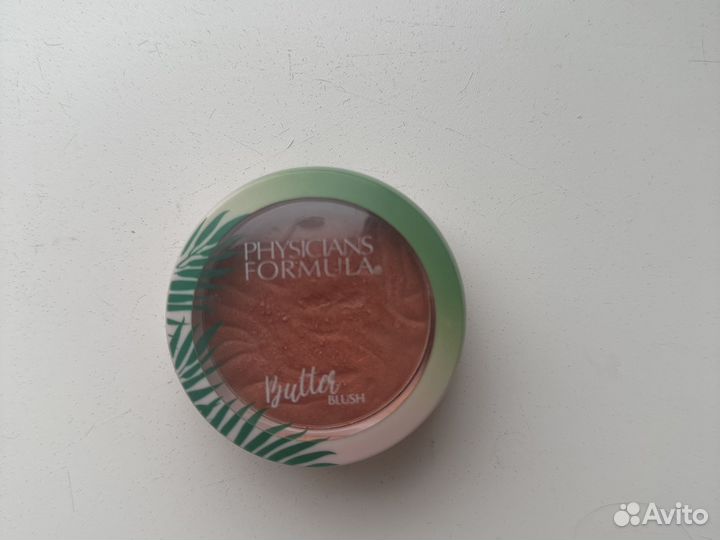 PHYSICIANS
FORMULA®
Butter
BLUSH
Avito